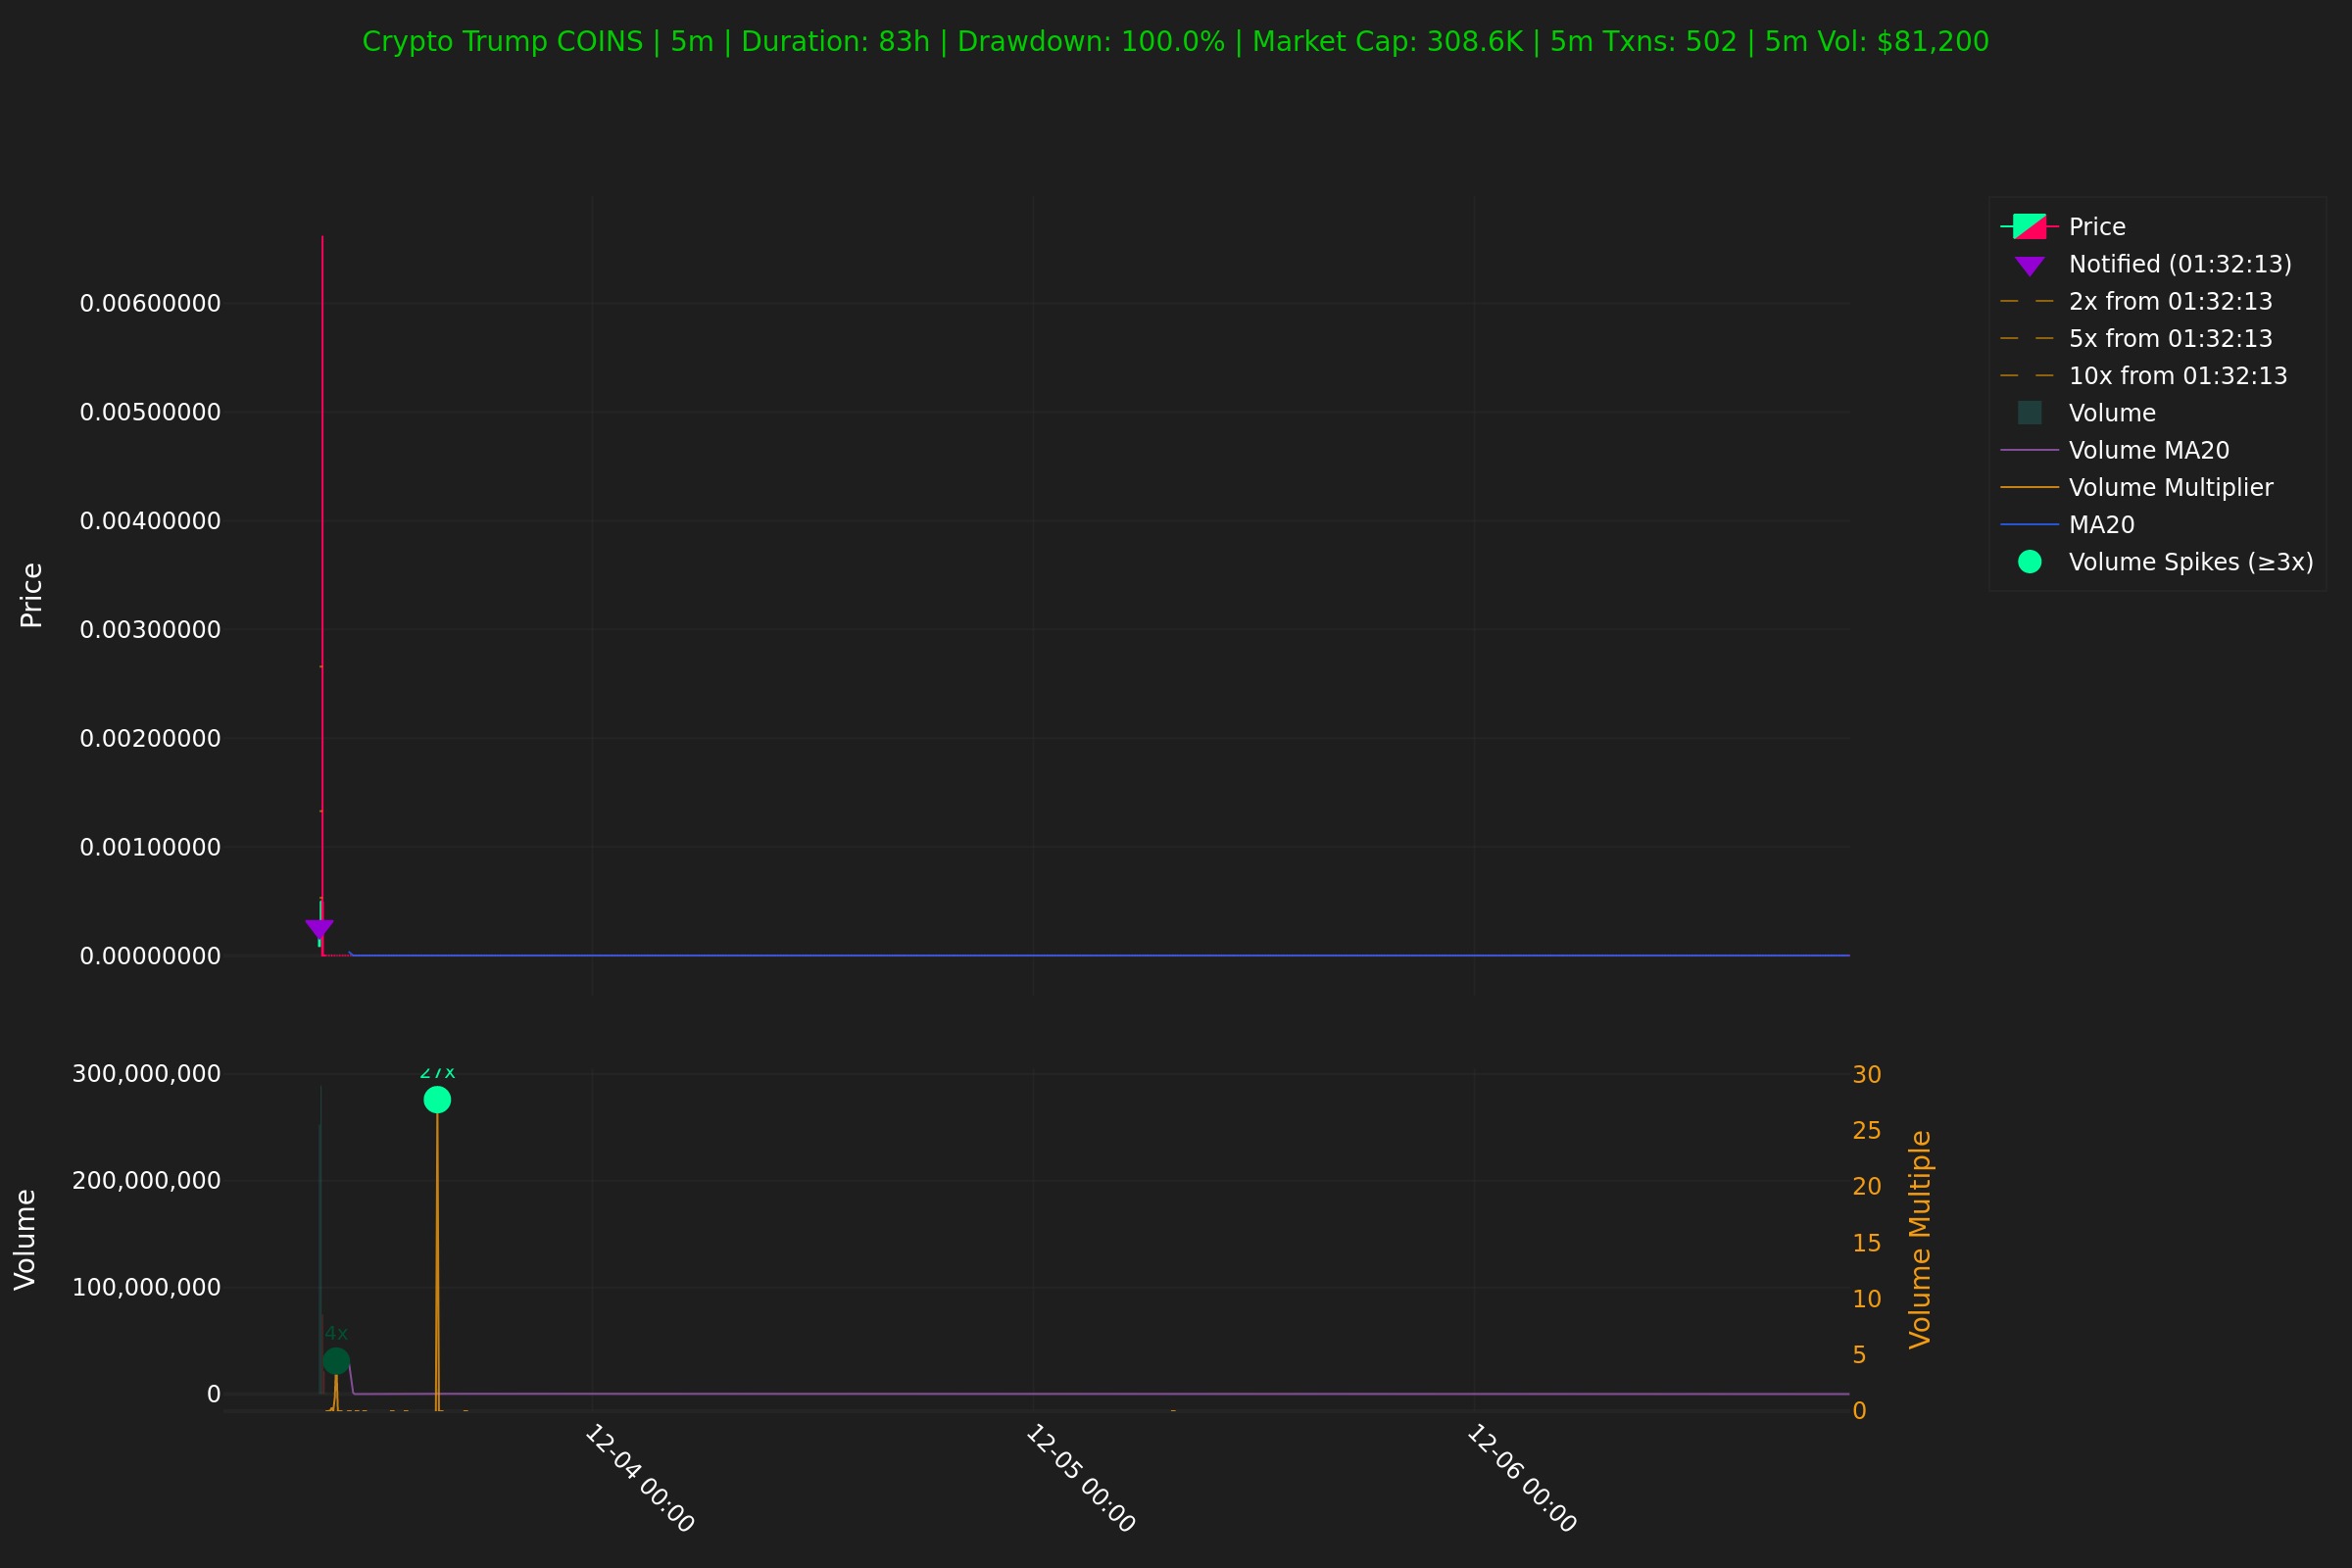 Crypto Trump COINS | 5m | Duration: 83h | Drawdown: 100.0% | Market Cap: 308.6K | 5m Txns: 502 | 5m Vol: $81,200
Price
0.00600000
0.00500000
0.00400000
0.00300000
0.00200000
0.00100000
0.00000000
Price
Notified (01:32:13)
2x from 01:32:13
5x from 01:32:13
10x from 01:32:13
Volume
Volume MA20
Volume Multiplier
MA20
Volume Spikes (≥3x)
Volume
300,000,000
200,000,000
100,000,000
0
27x
4x
30
25
20
15
10
5
0
Volume Multiple
12-04 00:00
12-05 00:00
12-06 00:00